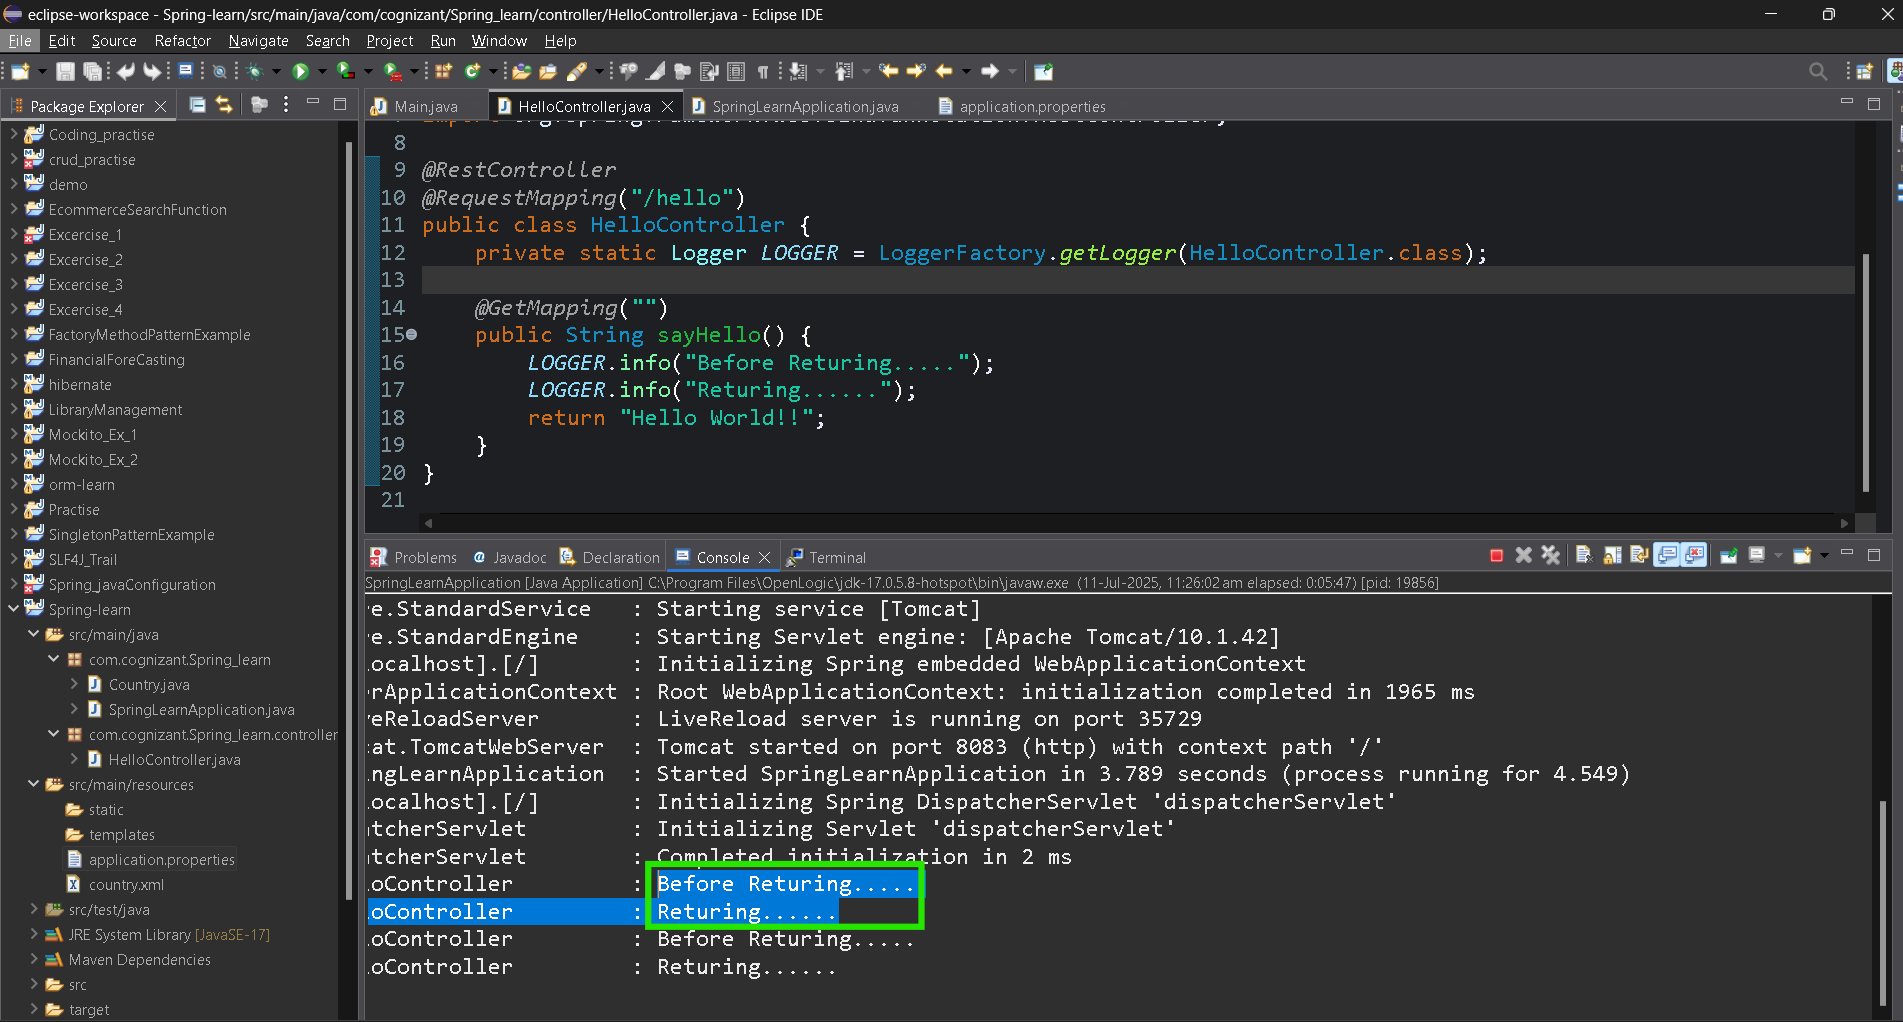 eclipse-workspace - Spring-learn/src/main/java/com/cognizant/Spring_learn/controller/HelloController.java - Eclipse IDE
File Edit Source Refactor Navigate Search Project Run Window Help
Package Explorer
Coding_practise
crud_practise
demo
EcommerceSearchFunction
Excercise_1
Excercise_2
Excercise_3
Excercise_4
FactoryMethodPatternExample
FinancialForeCasting
hibernate
LibraryManagement
Mockito_Ex_1
Mockito_Ex_2
orm-learn
Practise
SingletonPatternExample
SLF4J_Trail
Spring_javaConfiguration
Spring-learn
src/main/java
com.cognizant.Spring_learn
Country.java
SpringLearnApplication.java
com.cognizant.Spring_learn.controller
HelloController.java
src/main/resources
static
templates
application.properties
country.xml
src/test/java
JRE System Library [JavaSE-17]
Maven Dependencies
src
target
Main.java HelloController.java SpringLearnApplication.java application.properties
8
9 @RestController
10 @RequestMapping("/hello")
11 public class HelloController {
12 private static Logger LOGGER = LoggerFactory.getLogger(HelloController.class);
13
14 @GetMapping("")
15 public String sayHello() {
16 LOGGER.info("Before Returing.....");
17 LOGGER.info("Returing......");
18 return "Hello World!!";
19 }
20 }
21
Problems @ Javadoc Declaration Console Terminal
SpringLearnApplication [Java Application] C:\Program Files\OpenLogic\jdk-17.0.5.8-hotspot\bin\javaw.exe (11-Jul-2025, 11:26:02 am elapsed: 0:05:47) [pid: 19856]
e.StandardService : Starting service [Tomcat]
e.StandardEngine : Starting Servlet engine: [Apache Tomcat/10.1.42]
ocalhost].[/] : Initializing Spring embedded WebApplicationContext
rApplicationContext : Root WebApplicationContext: initialization completed in 1965 ms
eReloadServer : LiveReload server is running on port 35729
at.TomcatWebServer : Tomcat started on port 8083 (http) with context path '/'
ngLearnApplication : Started SpringLearnApplication in 3.789 seconds (process running for 4.549)
ocalhost].[/] : Initializing Spring DispatcherServlet 'dispatcherServlet'
tcherServlet : Initializing Servlet 'dispatcherServlet'
tcherServlet : Completed initialization in 2 ms
oController : Before Returing.....
oController : Returing......
oController : Before Returing.....
oController : Returing......